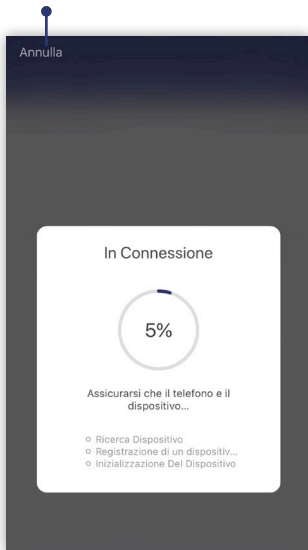 Annulla
In Connessione
5%
Assicurarsi che il telefono e il
dispositivo...
Ricerca Dispositivo
Registrazione di un dispositiv...
Inizializzazione Del Dispositivo